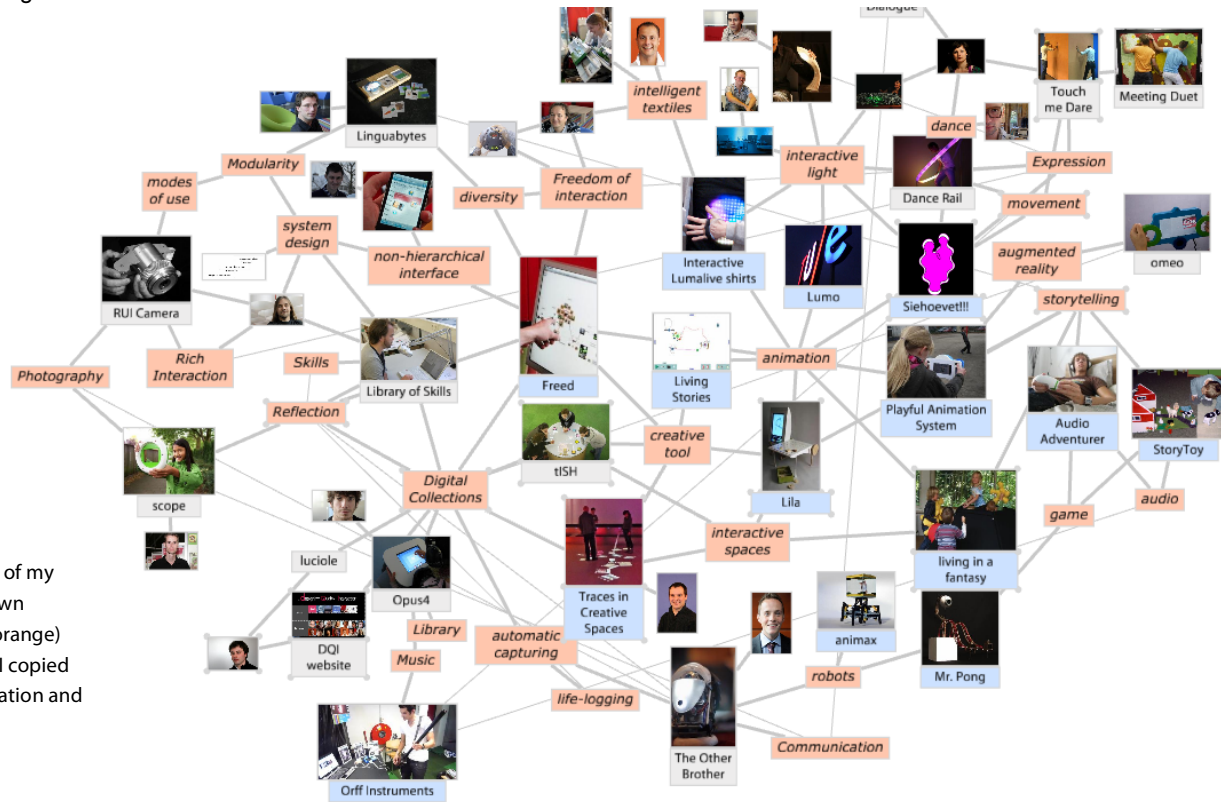 Dialogue
intelligent
textiles
Touch
me Dare
Meeting Duet
Linguabytes
dance
Modularity
interactive
light
Expression
modes
of use
diversity
Freedom of
interaction
Dance Rail
movement
system
design
non-hierarchical
interface
Interactive
Lumalive shirts
augmented
reality
omeo
Lumo
Siehoevet!!!
storytelling
RUI Camera
Skills
Rich
Interaction
animation
Photography
Library of Skills
Freed
Living
Stories
Reflection
Playful Animation
System
Audio
Adventurer
StoryToy
creative
tool
tISH
Digital
Collections
Lila
audio
scope
game
interactive
spaces
luciole
living in a
fantasy
of my
wn
orange)
I copied
ation and
Opus4
Traces in
Creative
Spaces
Library
automatic
capturing
animax
DQI
website
Music
robots
Mr. Pong
life-logging
Communication
The Other
Brother
Orff Instruments